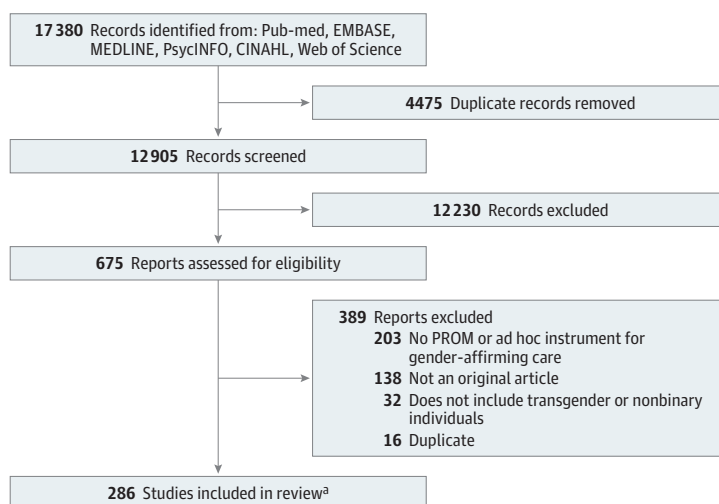 17 380 Records identified from: Pub-med, EMBASE,
MEDLINE, PsycINFO, CINAHL, Web of Science
4475 Duplicate records removed
12 905 Records screened
12 230 Records excluded
675 Reports assessed for eligibility
389 Reports excluded
203 No PROM or ad hoc instrument for
gender-affirming care
138 Not an original article
32 Does not include transgender or nonbinary
individuals
16 Duplicate
286 Studies included in reviewᵃ